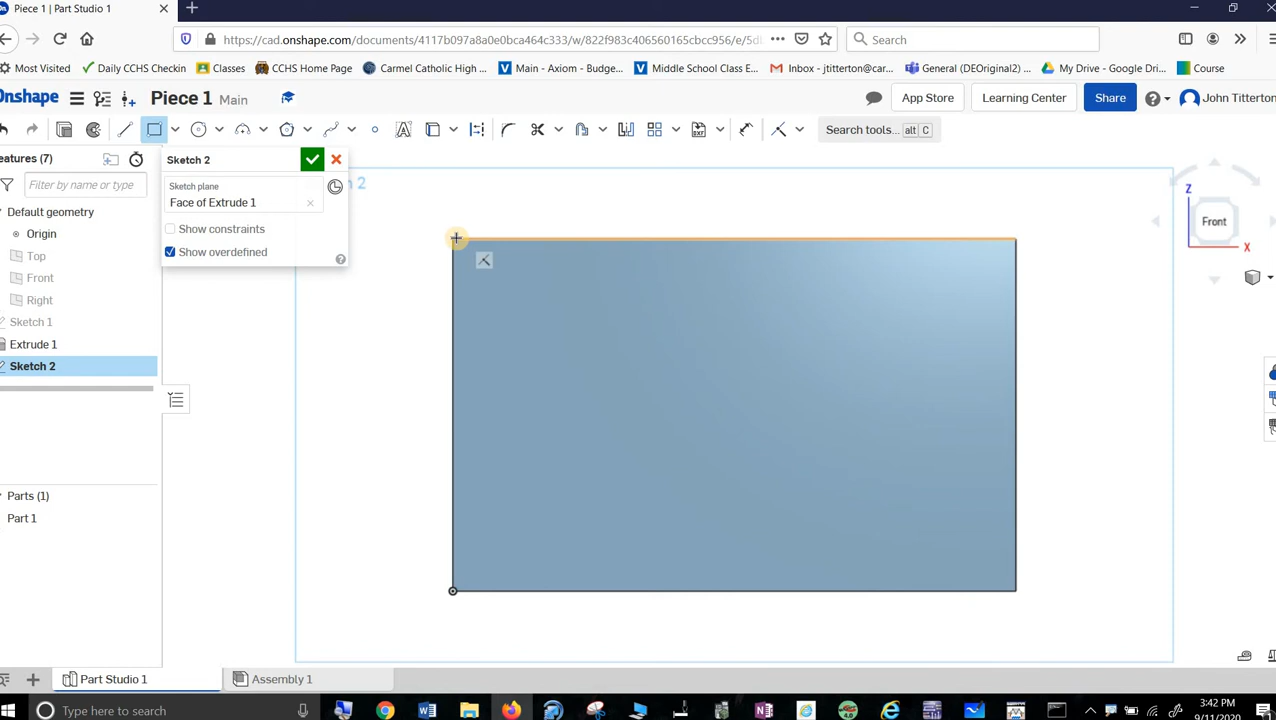 Piece 1 | Part Studio 1
https://cad.onshape.com/documents/4117b097a8a0e0bca464c333/w/822f983c406560165cbcc956/e/5d
Search
Most Visited
Daily CCHS Checkin
Classes
CCHS Home Page
Carmel Catholic High ...
Main - Axiom - Budge...
Middle School Class E...
Inbox - jtitterton@car...
General (DEOriginal2) ...
My Drive - Google Dr...
Course
Onshape
Piece 1
Main
App Store
Learning Center
Share
John Titterton
Search tools...
alt
C
eatures (7)
Filter by name or type
Default geometry
Origin
Top
Front
Right
Sketch 1
Extrude 1
Sketch 2
Sketch 2
Sketch plane
Face of Extrude 1
Show constraints
Show overdefined
h 2
Z
Front
X
Parts (1)
Part 1
Part Studio 1
Assembly 1
Type here to search
3:42 PM
9/11/2020